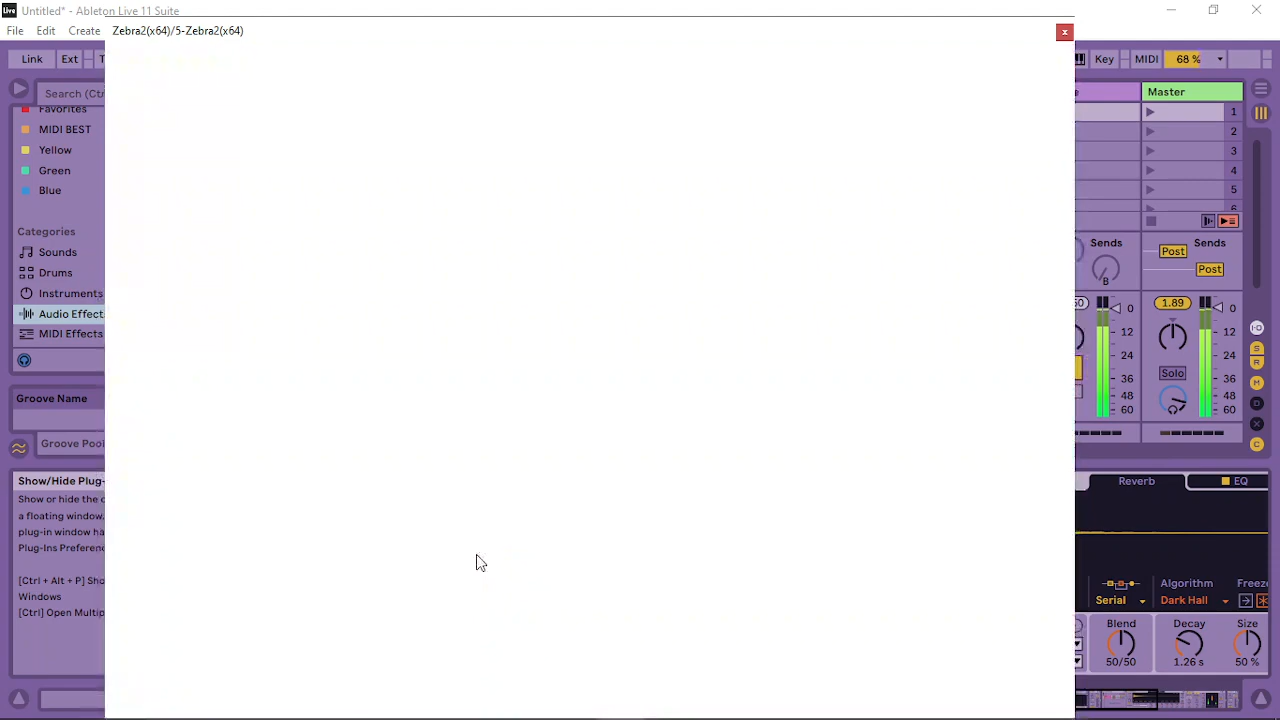 Live Untitled* - Ableton Live 11 Suite
File Edit Create
Zebra2(x64)/5-Zebra2(x64)
x
Link Ext T
Key MIDI 68 %
Search (Ctr
Favorites
MIDI BEST
Yellow
Green
Blue
Categories
Sounds
Drums
Instruments
Audio Effect
MIDI Effects
Groove Name
Groove Pool
Show/Hide Plug-
Show or hide the c
a floating window.
plug-in window ha
Plug-Ins Preferenc
[Ctrl + Alt + P] Sho
Windows
[Ctrl] Open Multip
Master
1
2
3
4
5
6
Sends Sends
Post
Post
B
1.89
0 0
12 12
24 24
36 36
48 48
60 60
Solo
I·O
S
R
M
D
X
C
Reverb EQ
Algorithm Freeze
Serial Dark Hall
Blend Decay Size
50/50 1.26 s 50 %